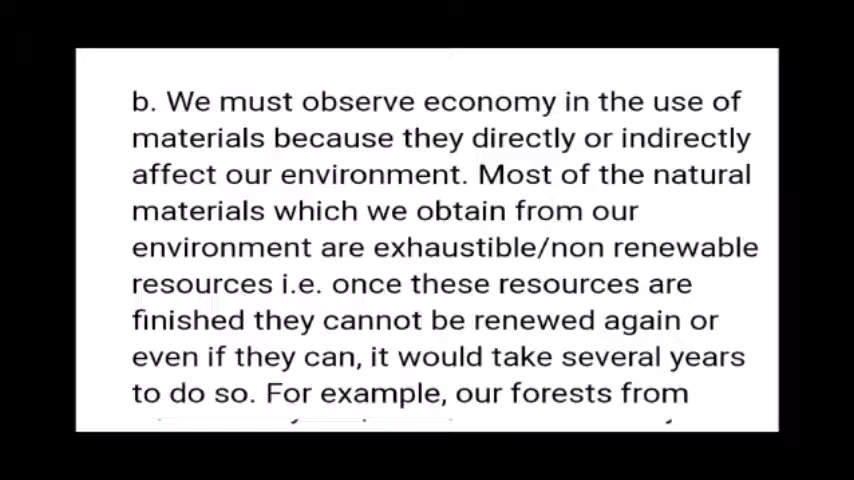 b. We must observe economy in the use of
materials because they directly or indirectly
affect our environment. Most of the natural
materials which we obtain from our
environment are exhaustible/non renewable
resources i.e. once these resources are
finished they cannot be renewed again or
even if they can, it would take several years
to do so. For example, our forests from